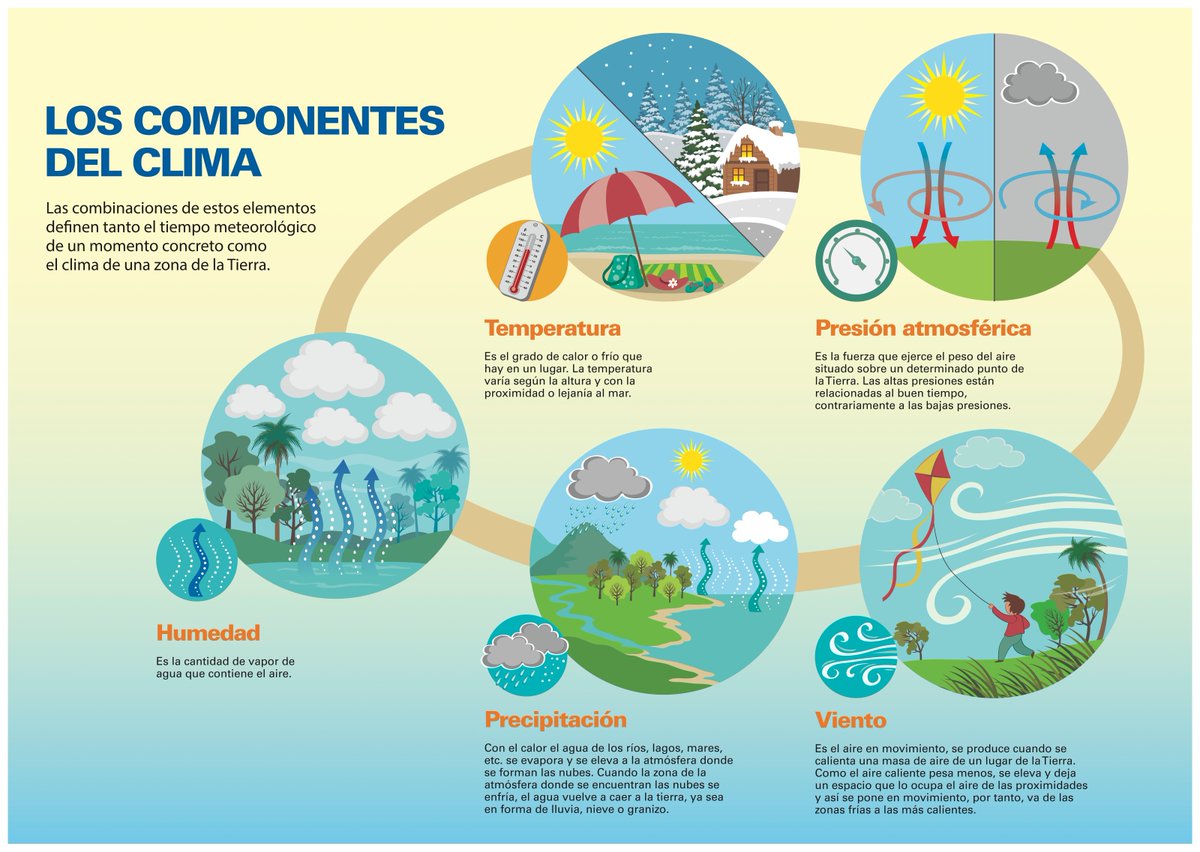 LOS COMPONENTES
DEL CLIMA
Las combinaciones de estos elementos
definen tanto el tiempo meteorológico
de un momento concreto como
el clima de una zona de la Tierra.
Temperatura
Es el grado de calor o frío que
hay en un lugar. La temperatura
varía según la altura y con la
proximidad o lejanía al mar.
Presión atmosférica
Es la fuerza que ejerce el peso del aire
situado sobre un determinado punto de
la Tierra. Las altas presiones están
relacionadas al buen tiempo,
contrariamente a las bajas presiones.
Humedad
Es la cantidad de vapor de
agua que contiene el aire.
Precipitación
Con el calor el agua de los ríos, lagos, mares,
etc. se evapora y se eleva a la atmósfera donde
se forman las nubes. Cuando la zona de la
atmósfera donde se encuentran las nubes se
enfría, el agua vuelve a caer a la tierra, ya sea
en forma de lluvia, nieve o granizo.
Viento
Es el aire en movimiento, se produce cuando se
calienta una masa de aire de un lugar de la Tierra.
Como el aire caliente pesa menos, se eleva y deja
un espacio que lo ocupa el aire de las proximidades
y así se pone en movimiento, por tanto, va de las
zonas frías a las más calientes.